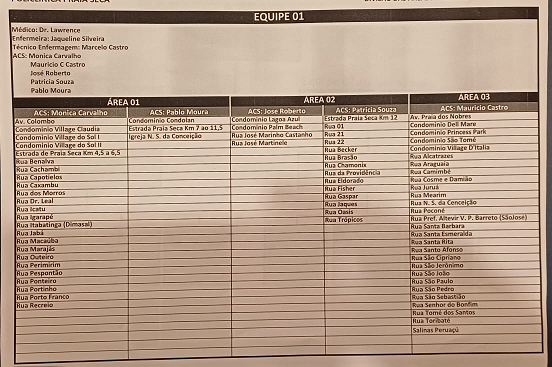 POLICLÍNICA PRAIA SECA
EQUIPE 01
Médico: Dr. Lawrence
Enfermeira: Jaqueline Silveira
Técnico Enfermagem: Marcelo Castro
ACS: Monica Carvalho
Mauricio C Castro
José Roberto
Patricia Souza
Pablo Moura
ÁREA 01
ACS: Monica Carvalho
Av. Colombo
Condominio Village Claudia
Condominio Village do Sol I
Condominio Village do Sol II
Estrada de Praia Seca Km 4,5 a 6,5
Rua Benalva
Rua Cachambi
Rua Capotielos
Rua Caxambu
Rua dos Morros
Rua Dr. Leal
Rua Icatu
Rua Igarapé
Rua Itabatinga (Dimasal)
Rua Jabá
Rua Macaúba
Rua Marajás
Rua Outeiro
Rua Perimirim
Rua Pespontão
Rua Ponteiro
Rua Portinho
Rua Porto Franco
Rua Recreio
ACS: Pablo Moura
Condominio Condolan
Estrada Praia Seca Km 7 ao 11,5
Igreja N. S. da Conceição
ÁREA 02
ACS: Jose Roberto
Condominio Lagoa Azul
Condominio Palm Beach
Rua José Marinho Castanho
Rua José Martinele
ACS: Patricia Souza
Estrada Praia Seca Km 12
Rua 01
Rua 21
Rua 22
Rua Becker
Rua Brasão
Rua Chamonix
Rua da Providência
Rua Eldorado
Rua Fisher
Rua Gaspar
Rua Jaques
Rua Oasis
Rua Trópicos
ÁREA 03
ACS: Mauricio Castro
Av. Praia dos Nobres
Condominio Dell Mare
Condominio Princess Park
Condominio São Tomé
Condominio Village D'Italia
Rua Alcatrazes
Rua Araguaia
Rua Camimbé
Rua Cosme e Damião
Rua Juruá
Rua Mearim
Rua N. S. da Conceição
Rua Poconé
Rua Pref. Altevir V. P. Barreto (SãoJosé)
Rua Santa Barbara
Rua Santa Esmeralda
Rua Santa Rita
Rua Santo Afonso
Rua São Cipriano
Rua São Jerônimo
Rua São João
Rua São Paulo
Rua São Pedro
Rua São Sebastião
Rua Senhor do Bonfim
Rua Tomé dos Santos
Rua Toribaté
Salinas Peruaçú